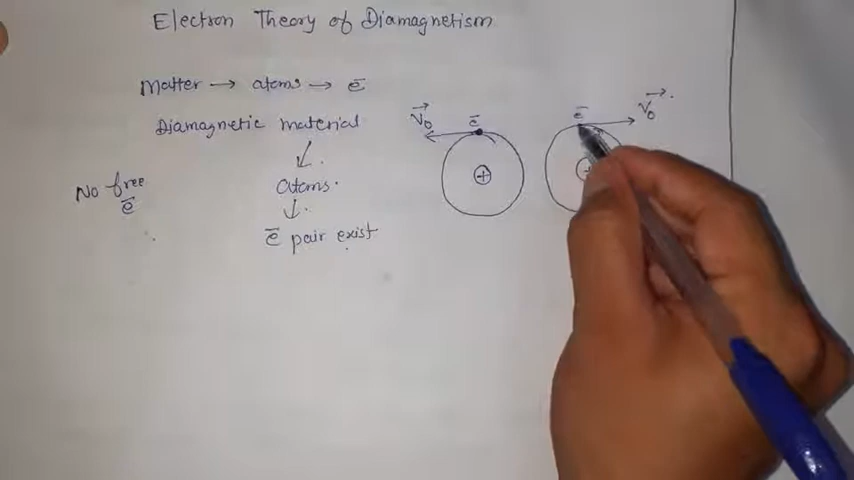 Electron Theory of Diamagnetism
Matter → atoms → ē
Diamagnetic material
↓
atoms.
↓
ē pair exist
No free
ē
V⃗₀ ē
+
ē V⃗₀
+